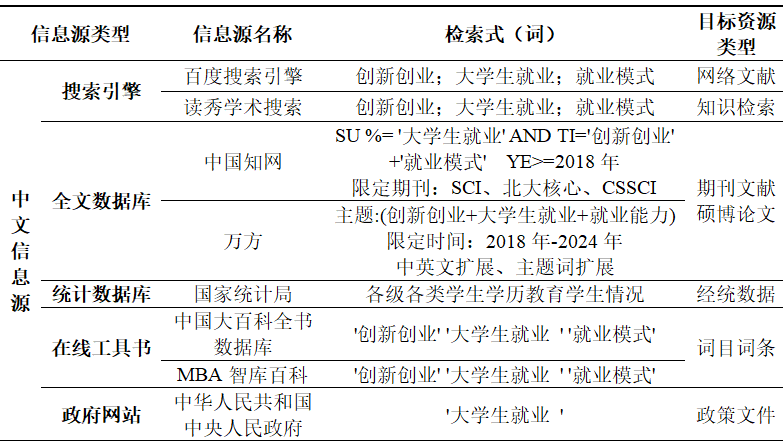 信息源类型 信息源名称 检索式（词） 目标资源类型
中文信息源
搜索引擎
百度搜索引擎 创新创业；大学生就业；就业模式 网络文献
读秀学术搜索 创新创业；大学生就业；就业模式 知识检索
全文数据库
中国知网
SU %= '大学生就业' AND TI='创新创业'
+'就业模式' YE>=2018 年
限定期刊：SCI、北大核心、CSSCI
万方
主题:(创新创业+大学生就业+就业能力)
限定时间：2018 年-2024 年
中英文扩展、主题词扩展
期刊文献
硕博论文
统计数据库 国家统计局 各级各类学生学历教育学生情况 经统数据
在线工具书
中国大百科全书
数据库
'创新创业' '大学生就业 ' '就业模式'
MBA 智库百科 '创新创业' '大学生就业 ' '就业模式'
词目词条
政府网站
中华人民共和国
中央人民政府
'大学生就业 '
政策文件